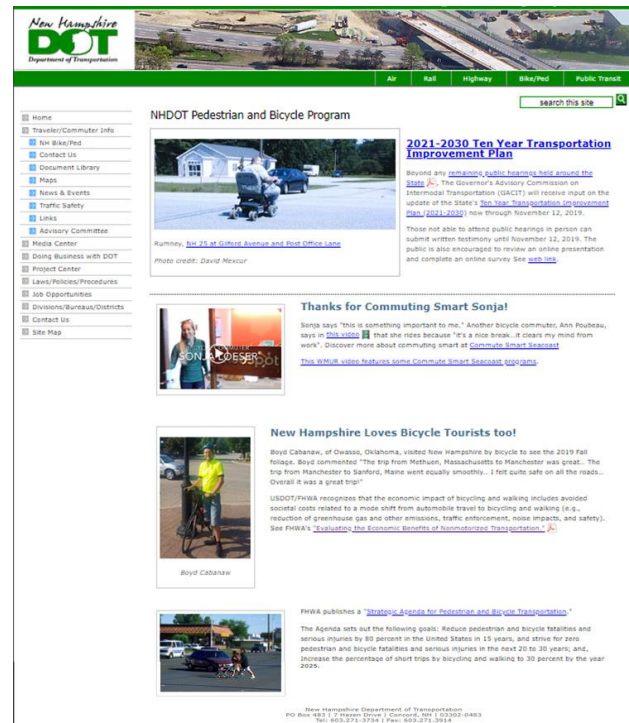 New Hampshire
DOT
Department of Transportation
Air
Rail
Highway
Bike/Ped
Public Transit
search this site
Home
Traveler/Commuter Info
NH Bike/Ped
Contact Us
Document Library
Maps
News & Events
Traffic Safety
Links
Advisory Committee
Media Center
Doing Business with DOT
Project Center
Laws/Policies/Procedures
Job Opportunities
Divisions/Bureaus/Districts
Contact Us
Site Map
NHDOT Pedestrian and Bicycle Program
Rumney, NH 25 at Gilford Avenue and Post Office Lane
Photo credit: David Mexcur
2021-2030 Ten Year Transportation
Improvement Plan
Beyond any remaining public hearings held around the
State , The Governor's Advisory Commission on
Intermodal Transportation (GACIT) will receive input on the
update of the State's Ten Year Transportation Improvement
Plan (2021-2030) now through November 12, 2019.
Those not able to attend public hearings in person can
submit written testimony until November 12, 2019. The
public is also encouraged to review an online presentation
and complete an online survey See web link.
SONJA LOESER
Thanks for Commuting Smart Sonja!
Sonja says "this is something important to me." Another bicycle commuter, Ann Poubeau,
says in this video that she rides because "it's a nice break...it clears my mind from
work". Discover more about commuting smart at Commute Smart Seacoast
This WMUR video features some Commute Smart Seacoast programs.
Boyd Cabanaw
New Hampshire Loves Bicycle Tourists too!
Boyd Cabanaw, of Owasso, Oklahoma, visited New Hampshire by bicycle to see the 2019 Fall
foliage. Boyd commented "The trip from Methuen, Massachusetts to Manchester was great... The
trip from Manchester to Sanford, Maine went equally smoothly... I felt quite safe on all the roads...
Overall it was a great trip!"
USDOT/FHWA recognizes that the economic impact of bicycling and walking includes avoided
societal costs related to a mode shift from automobile travel to bicycling and walking (e.g.,
reduction of greenhouse gas and other emissions, traffic enforcement, noise impacts, and safety).
See FHWA's "Evaluating the Economic Benefits of Nonmotorized Transportation."
FHWA publishes a "Strategic Agenda for Pedestrian and Bicycle Transportation."
The Agenda sets out the following goals: Reduce pedestrian and bicycle fatalities and
serious injuries by 80 percent in the United States in 15 years, and strive for zero
pedestrian and bicycle fatalities and serious injuries in the next 20 to 30 years; and,
Increase the percentage of short trips by bicycling and walking to 30 percent by the year
2025.
New Hampshire Department of Transportation
PO Box 483 | 7 Hazen Drive | Concord, NH | 03302-0483
Tel: 603.271-3734 | Fax: 603.271.3914